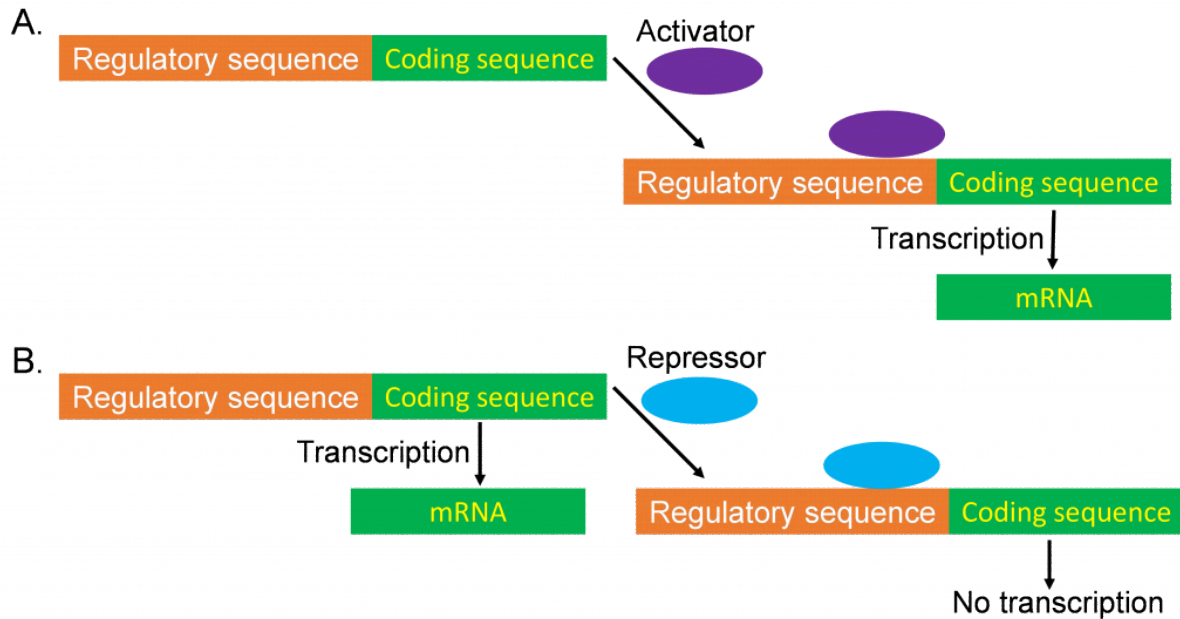 A.
Regulatory sequence Coding sequence
Activator
Regulatory sequence Coding sequence
Transcription
mRNA
B.
Regulatory sequence Coding sequence
Repressor
Transcription
mRNA
Regulatory sequence Coding sequence
No transcription